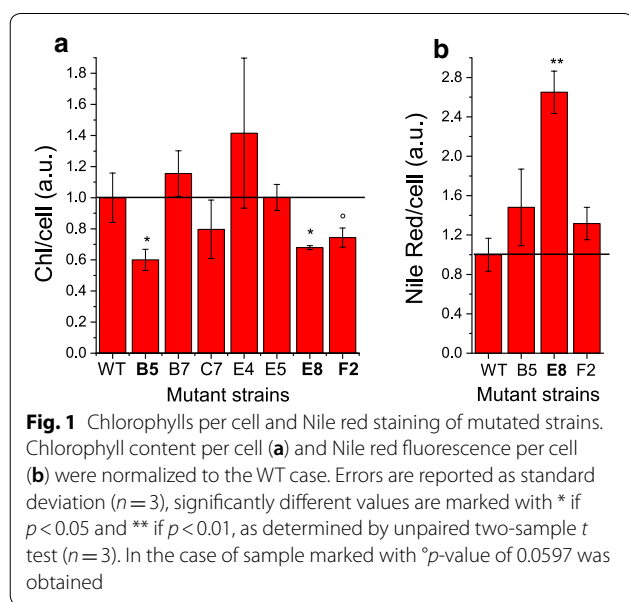 a
1.8
1.6
1.4
1.2
1.0
0.8
0.6
0.4
0.2
0.0
Chl/cell (a.u.)
*
*
°
WT B5 B7 C7 E4 E5 E8 F2
Mutant strains
b
2.8
2.4
2.0
1.6
1.2
0.8
0.4
0.0
Nile Red/cell (a.u.)
**
WT B5 E8 F2
Mutant strains
Fig. 1 Chlorophylls per cell and Nile red staining of mutated strains.
Chlorophyll content per cell (a) and Nile red fluorescence per cell
(b) were normalized to the WT case. Errors are reported as standard
deviation (n = 3), significantly different values are marked with * if
p < 0.05 and ** if p < 0.01, as determined by unpaired two-sample t
test (n = 3). In the case of sample marked with °p-value of 0.0597 was
obtained